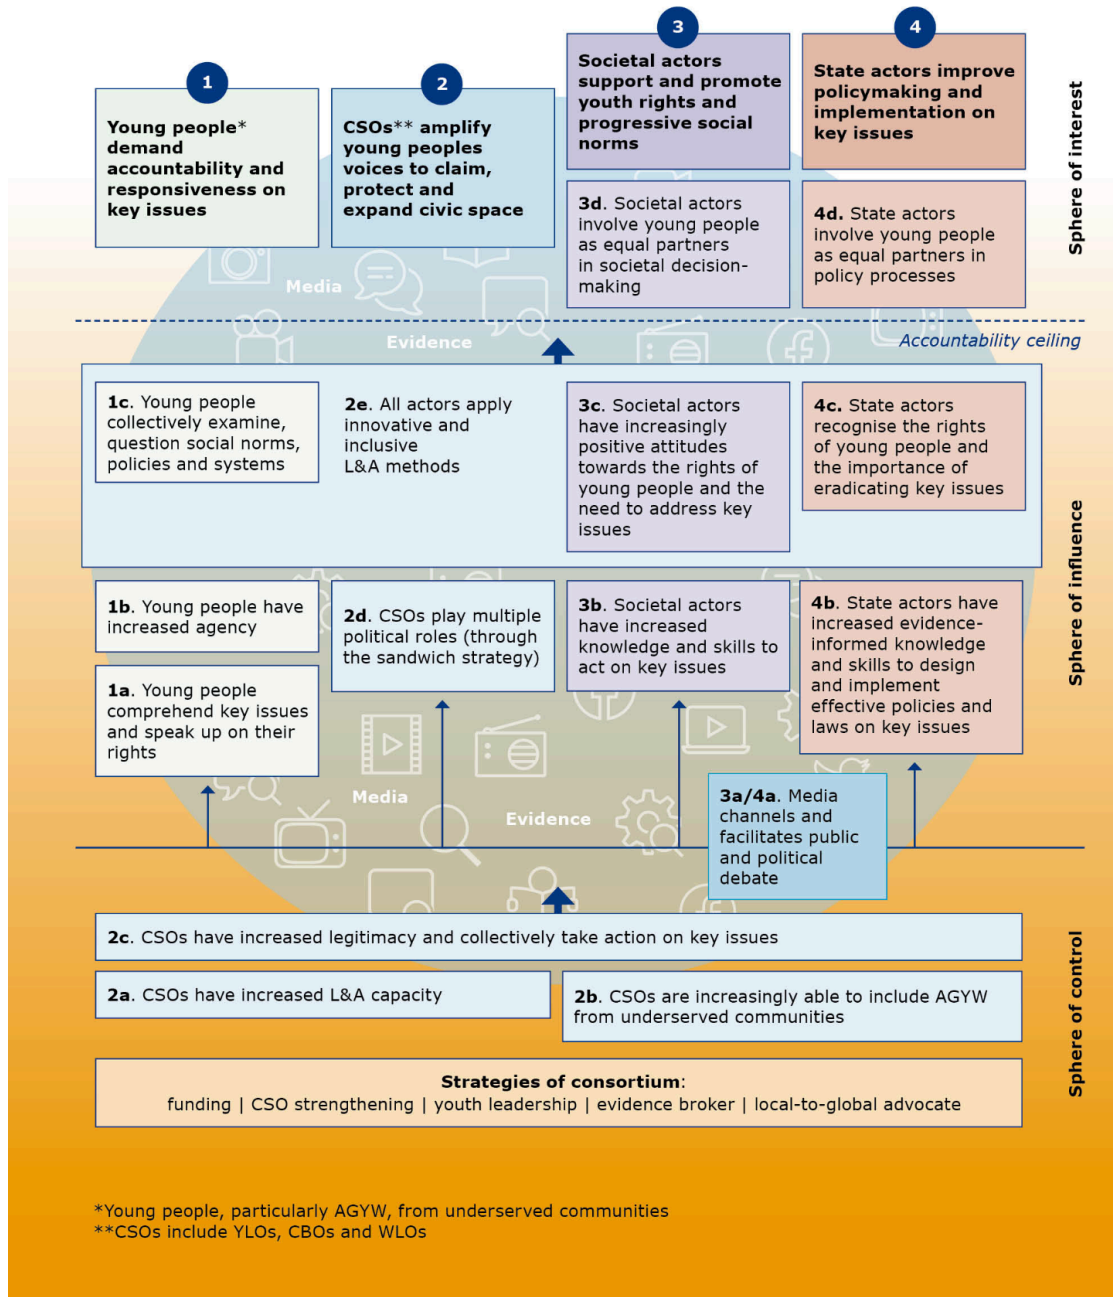 1
Young people*
demand
accountability and
responsiveness on
key issues
2
CSOs** amplify
young peoples
voices to claim,
protect and
expand civic space
3
Societal actors
support and promote
youth rights and
progressive social
norms
4
State actors improve
policymaking and
implementation on
key issues
3d. Societal actors
involve young people
as equal partners
in societal decision-
making
4d. State actors
involve young people
as equal partners in
policy processes
Sphere of interest
Media
Evidence
Accountability ceiling
1c. Young people
collectively examine,
question social norms,
policies and systems
2e. All actors apply
innovative and
inclusive
L&A methods
3c. Societal actors
have increasingly
positive attitudes
towards the rights of
young people and the
need to address key
issues
4c. State actors
recognise the rights
of young people and
the importance of
eradicating key issues
Sphere of influence
1b. Young people have
increased agency
1a. Young people
comprehend key issues
and speak up on their
rights
2d. CSOs play multiple
political roles (through
the sandwich strategy)
3b. Societal actors
have increased
knowledge and skills to
act on key issues
4b. State actors have
increased evidence-
informed knowledge
and skills to design
and implement
effective policies and
laws on key issues
Media
Evidence
3a/4a. Media
channels and
facilitates public
and political
debate
2c. CSOs have increased legitimacy and collectively take action on key issues
2a. CSOs have increased L&A capacity
2b. CSOs are increasingly able to include AGYW
from underserved communities
Sphere of control
Strategies of consortium:
funding | CSO strengthening | youth leadership | evidence broker | local-to-global advocate
*Young people, particularly AGYW, from underserved communities
**CSOs include YLOs, CBOs and WLOs